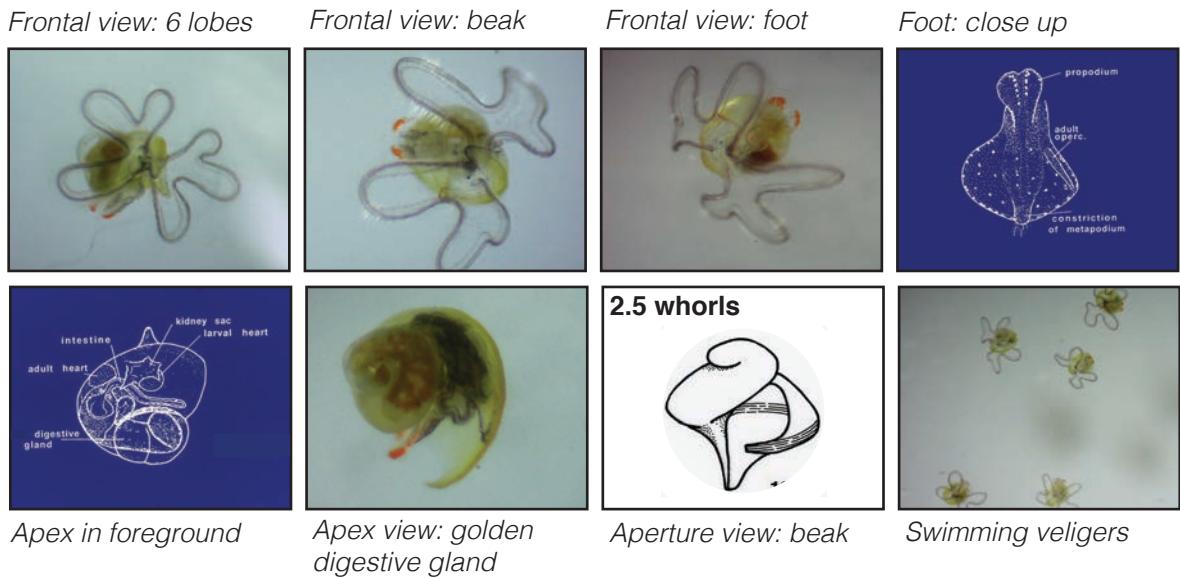 Frontal view: 6 lobes
Frontal view: beak
Frontal view: foot
Foot: close up
propodium
adult
operc.
constriction
of metapodium
kidney sac
larval heart
intestine
adult heart
digestive
gland
2.5 whorls
Apex in foreground
Apex view: golden
digestive gland
Aperture view: beak
Swimming veligers